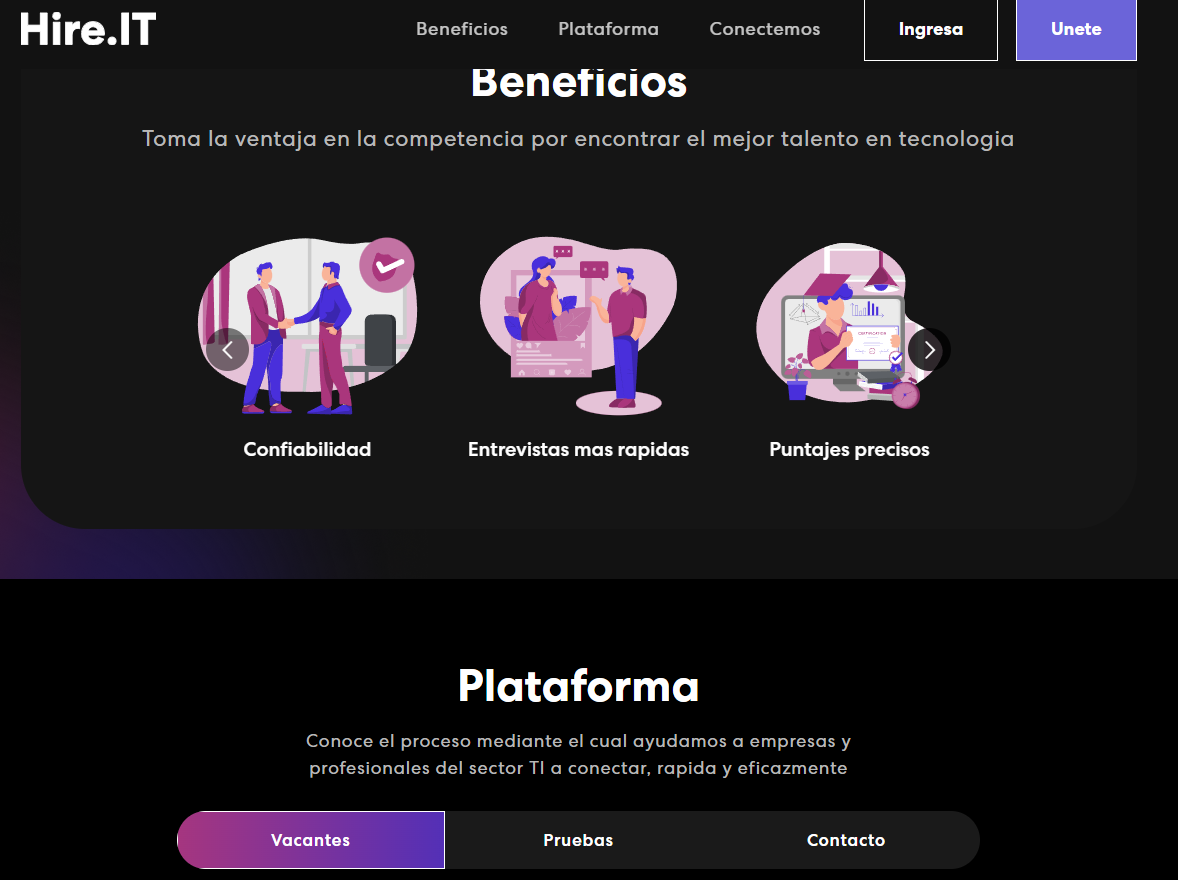 Hire.IT
Beneficios
Plataforma
Conectemos
Ingresa
Unete
Beneficios
Toma la ventaja en la competencia por encontrar el mejor talento en tecnologia
CERTIFICATION
Confiabilidad
Entrevistas mas rapidas
Puntajes precisos
Plataforma
Conoce el proceso mediante el cual ayudamos a empresas y
profesionales del sector TI a conectar, rapida y eficazmente
Vacantes
Pruebas
Contacto